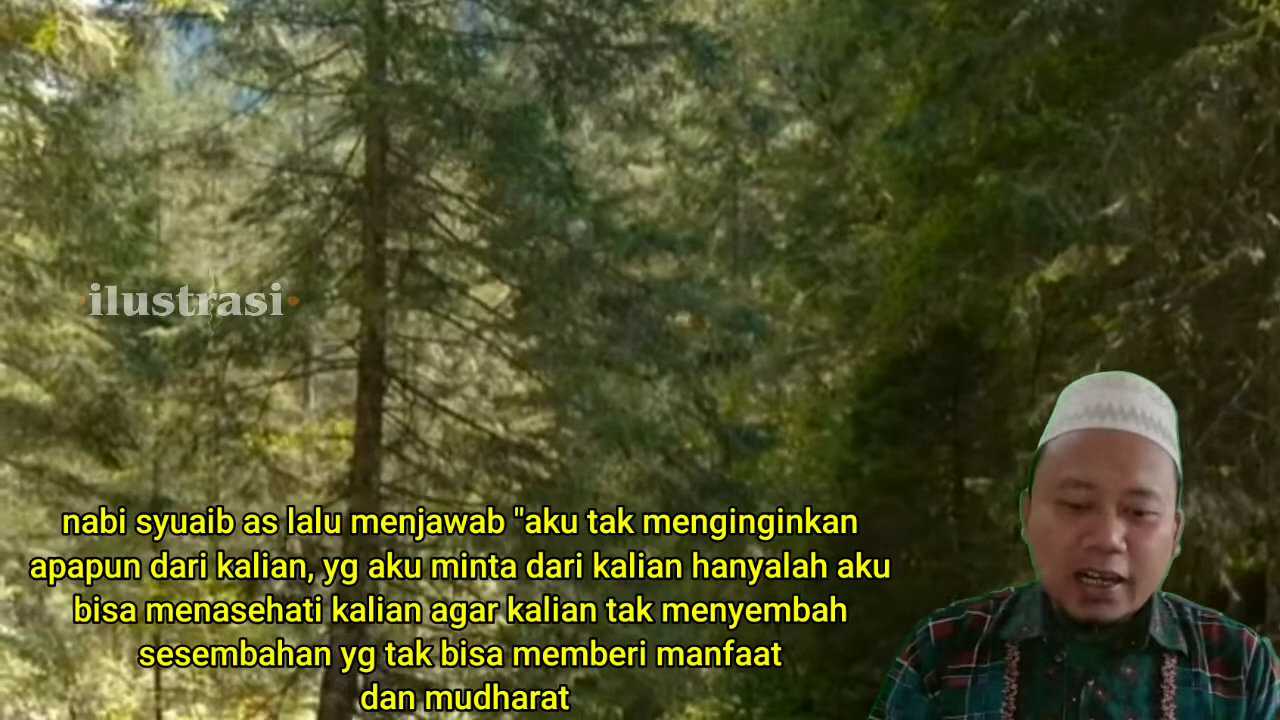 ·ilustrasi·
nabi syuaib as lalu menjawab "aku tak menginginkan
apapun dari kalian, yg aku minta dari kalian hanyalah aku
bisa menasehati kalian agar kalian tak menyembah
sesembahan yg tak bisa memberi manfaat
dan mudharat